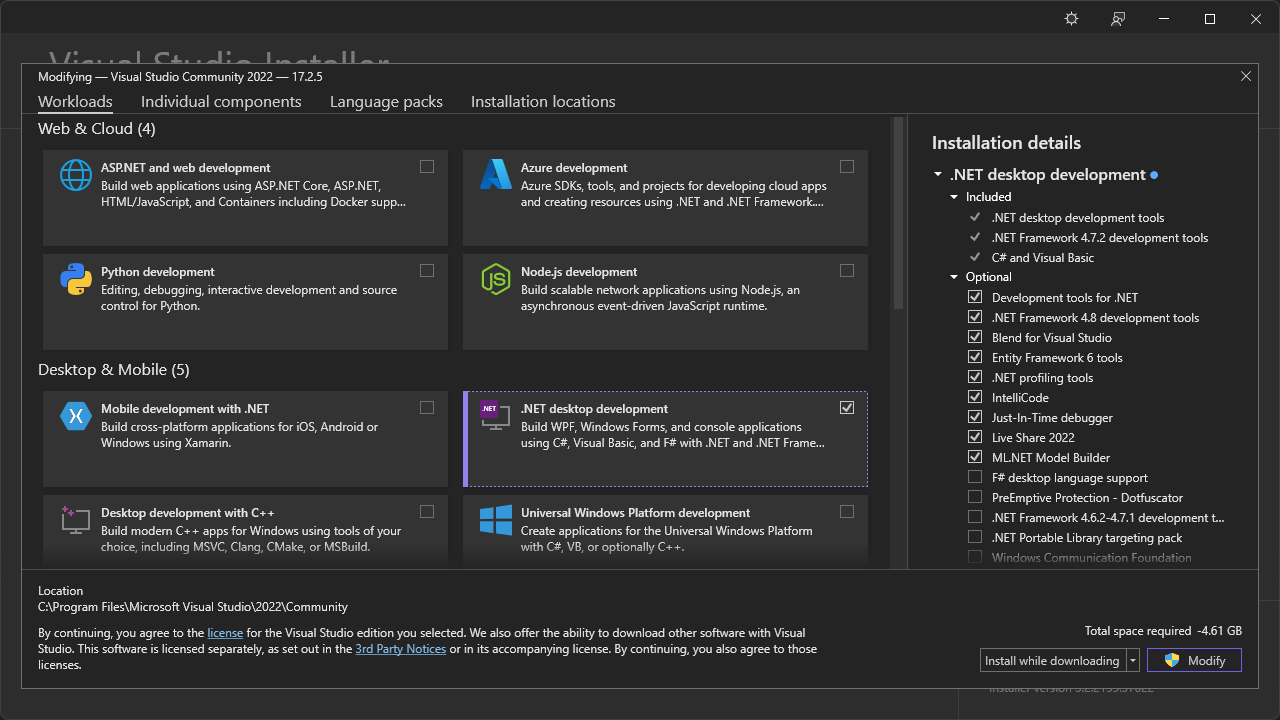 Visual Studio Installer
Modifying — Visual Studio Community 2022 — 17.2.5
Workloads Individual components Language packs Installation locations
Web & Cloud (4)
ASP.NET and web development
Build web applications using ASP.NET Core, ASP.NET,
HTML/JavaScript, and Containers including Docker supp...
Azure development
Azure SDKs, tools, and projects for developing cloud apps
and creating resources using .NET and .NET Framework....
Python development
Editing, debugging, interactive development and source
control for Python.
JS
Node.js development
Build scalable network applications using Node.js, an
asynchronous event-driven JavaScript runtime.
Desktop & Mobile (5)
Mobile development with .NET
Build cross-platform applications for iOS, Android or
Windows using Xamarin.
.NET
.NET desktop development
Build WPF, Windows Forms, and console applications
using C#, Visual Basic, and F# with .NET and .NET Frame...
Desktop development with C++
Build modern C++ apps for Windows using tools of your
choice, including MSVC, Clang, CMake, or MSBuild.
Universal Windows Platform development
Create applications for the Universal Windows Platform
with C#, VB, or optionally C++.
Installation details
.NET desktop development
Included
.NET desktop development tools
.NET Framework 4.7.2 development tools
C# and Visual Basic
Optional
Development tools for .NET
.NET Framework 4.8 development tools
Blend for Visual Studio
Entity Framework 6 tools
.NET profiling tools
IntelliCode
Just-In-Time debugger
Live Share 2022
ML.NET Model Builder
F# desktop language support
PreEmptive Protection - Dotfuscator
.NET Framework 4.6.2-4.7.1 development t...
.NET Portable Library targeting pack
Windows Communication Foundation
Location
C:\Program Files\Microsoft Visual Studio\2022\Community
By continuing, you agree to the license for the Visual Studio edition you selected. We also offer the ability to download other software with Visual
Studio. This software is licensed separately, as set out in the 3rd Party Notices or in its accompanying license. By continuing, you also agree to those
licenses.
Total space required -4.61 GB
Install while downloading
Modify